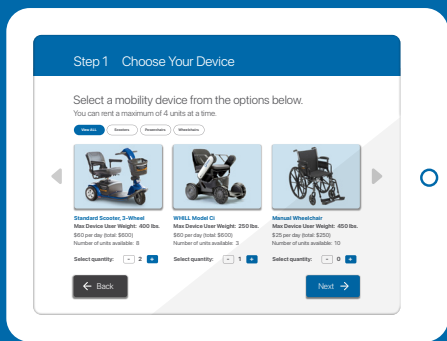 Step 1 Choose Your Device
Select a mobility device from the options below.
You can rent a maximum of 4 units at a time.
View ALL Scooters Powerchairs Wheelchairs
Standard Scooter, 3-Wheel
Max Device User Weight: 400 lbs.
$60 per day (total: $600)
Number of units available: 8
Select quantity: - 2 +
WHILL Model Ci
Max Device User Weight: 250 lbs.
$60 per day (total: $600)
Number of units available: 3
Select quantity: - 1 +
Manual Wheelchair
Max Device User Weight: 450 lbs.
$25 per day (total: $250)
Number of units available: 10
Select quantity: - 0 +
← Back
Next →